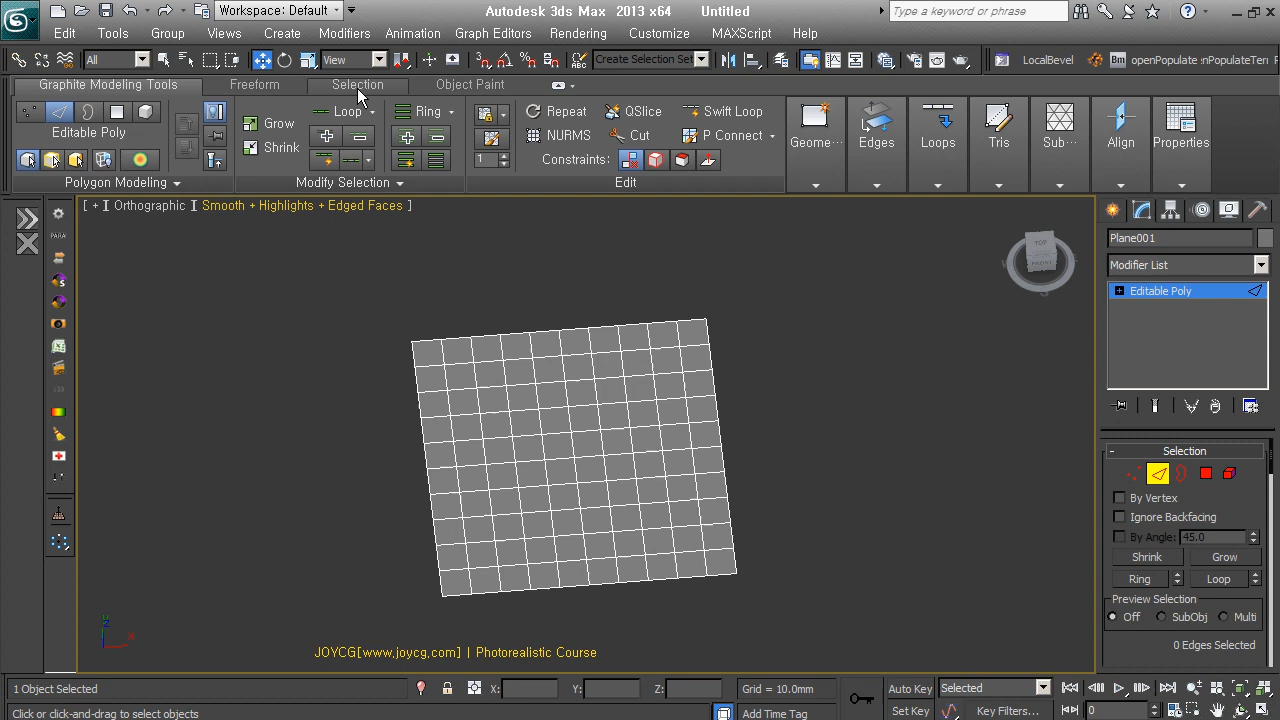 Workspace: Default
Autodesk 3ds Max 2013 x64 Untitled
Type a keyword or phrase
Edit Tools Group Views Create Modifiers Animation Graph Editors Rendering Customize MAXScript Help
All View Create Selection Set LocalBevel Bm openPopulate
Graphite Modeling Tools Freeform Selection Object Paint
Loop Ring Repeat QSlice Swift Loop
Grow
Editable Poly NURMS Cut P Connect Geome... Edges Loops Tris Sub... Align Properties
Shrink 1 Constraints:
Polygon Modeling Modify Selection Edit
[ + ] Orthographic Smooth + Highlights + Edged Faces ]
PARA
TOP
FRONT
Plane001
Modifier List
Editable Poly
Selection
By Vertex
Ignore Backfacing
By Angle: 45.0
Shrink Grow
Ring Loop
Preview Selection
Off SubObj Multi
0 Edges Selected
JOYCG[www.joycg.com] | Photorealistic Course
1 Object Selected X: Y: Z: Grid = 10.0mm Auto Key Selected
Click or click-and-drag to select objects Add Time Tag Set Key Key Filters... 0